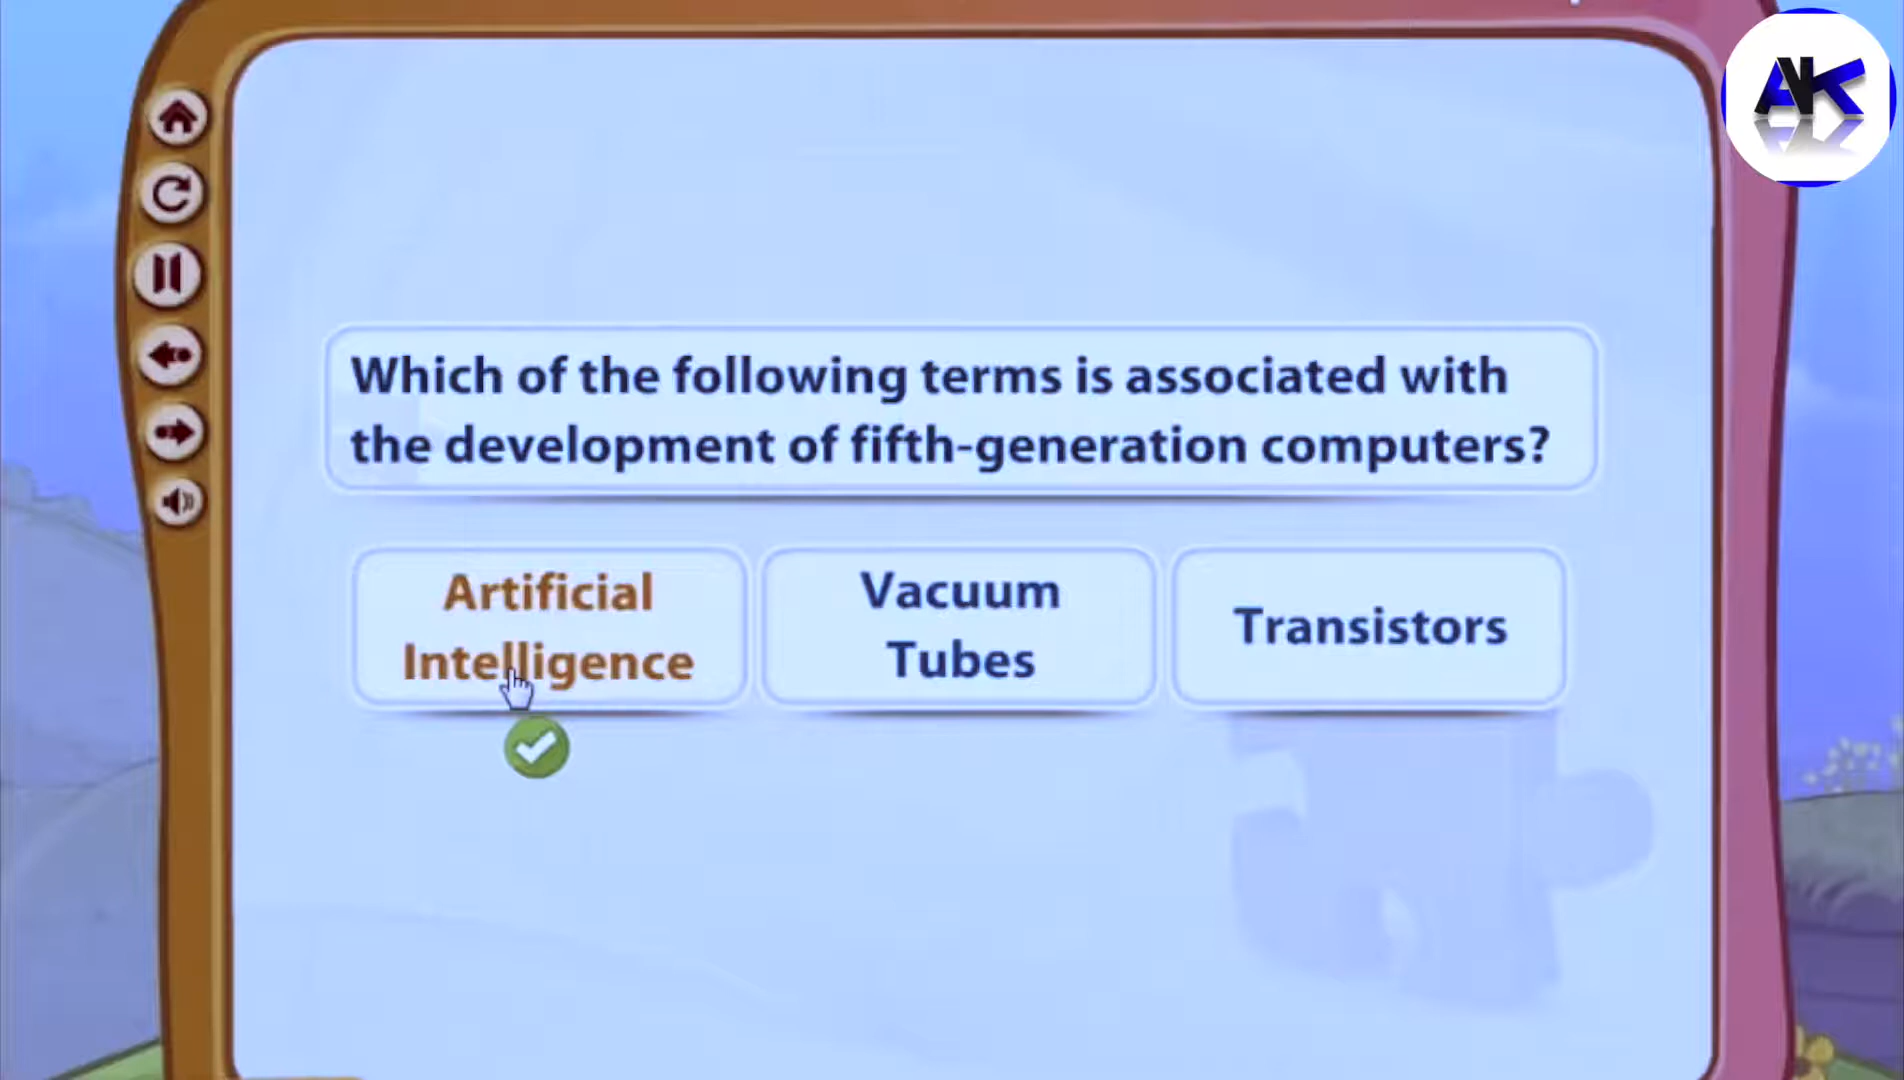 AK
Which of the following terms is associated with
the development of fifth-generation computers?
Artificial
Intelligence
Vacuum
Tubes
Transistors